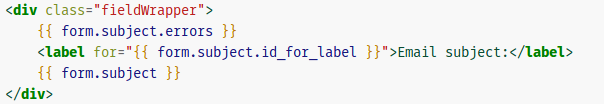 <div class="fieldWrapper">
    {{ form.subject.errors }}
    <label for="{{ form.subject.id_for_label }}">Email subject:</label>
    {{ form.subject }}
</div>